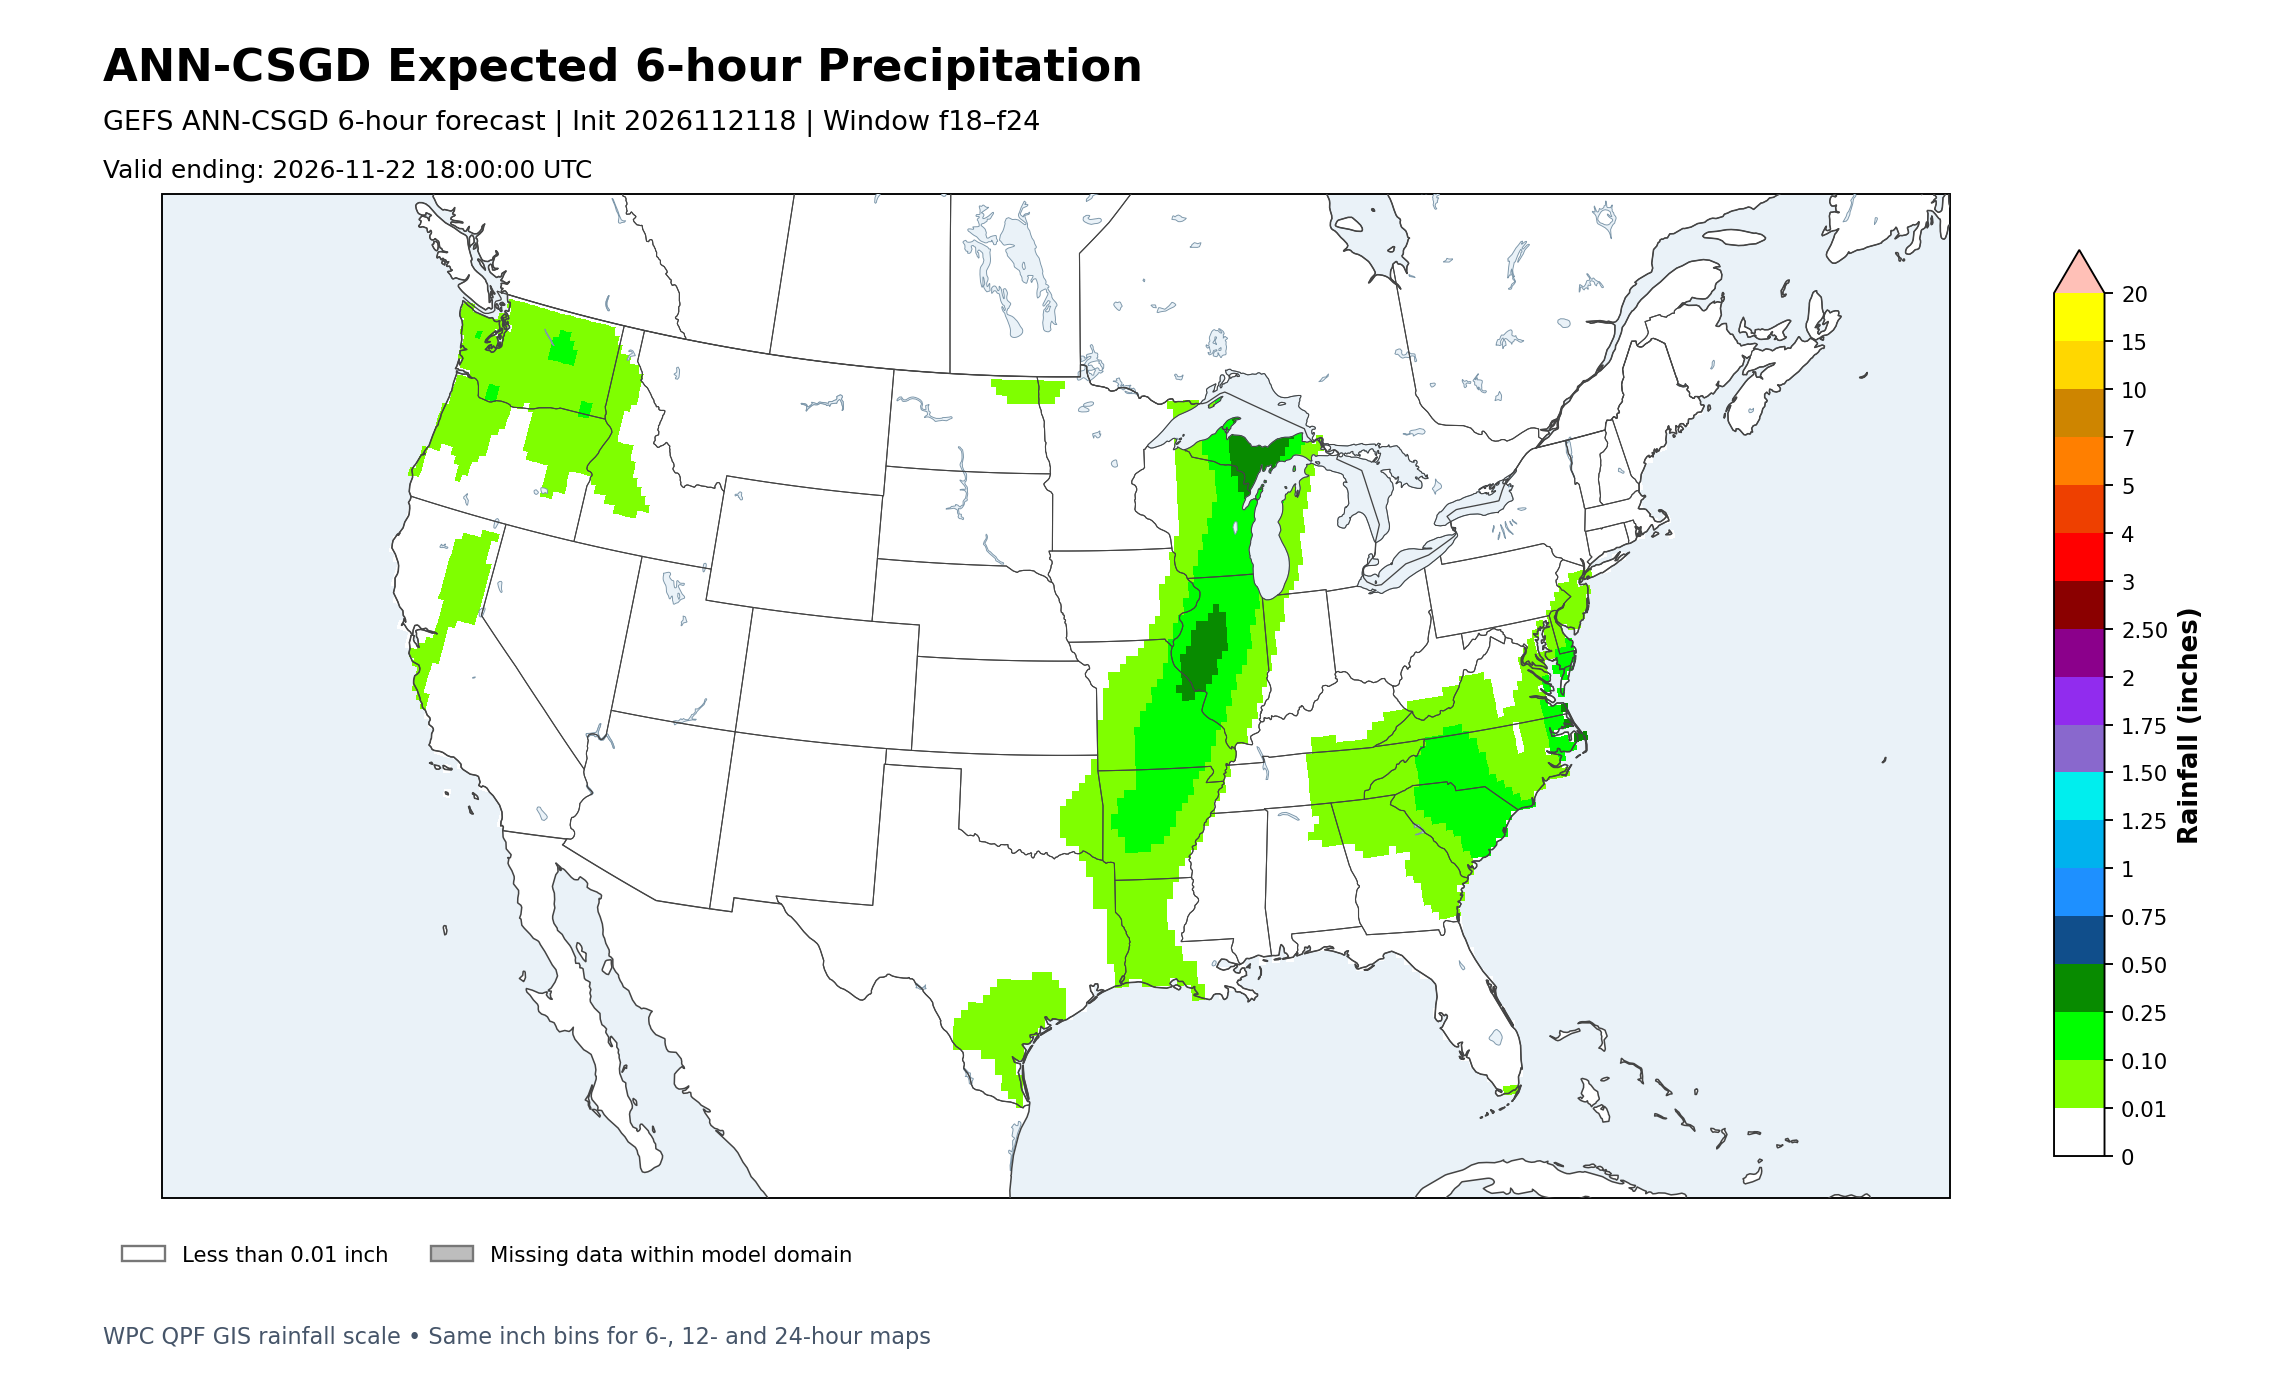 ANN-CSGD Expected 6-hour Precipitation
GEFS ANN-CSGD 6-hour forecast | Init 2026112118 | Window f18–f24
Valid ending: 2026-11-22 18:00:00 UTC
20
15
10
7
5
4
3
2.50
2
1.75
1.50
1.25
1
0.75
0.50
0.25
0.10
0.01
0
Rainfall (inches)
Less than 0.01 inch
Missing data within model domain
WPC QPF GIS rainfall scale • Same inch bins for 6-, 12- and 24-hour maps